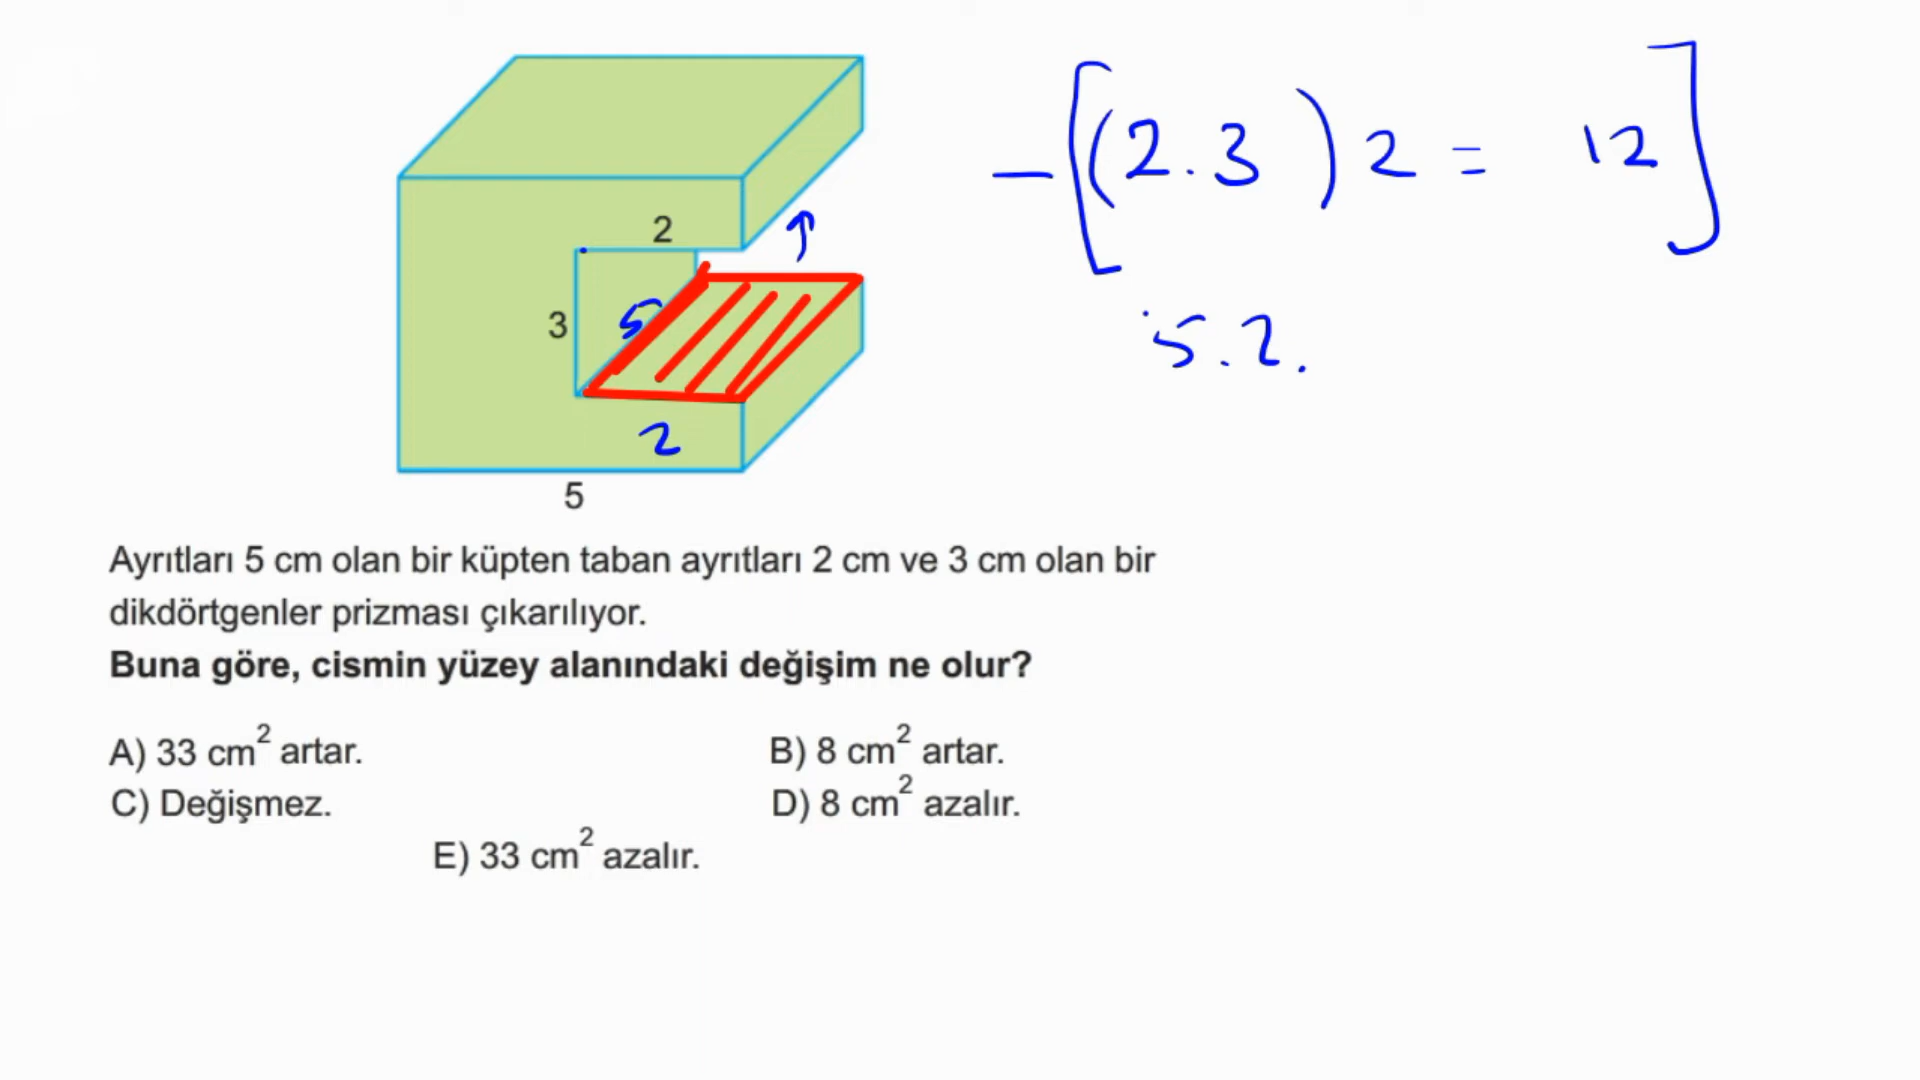 -[(2.3)2 = 12]
2
3
5
5.2.
2
5
Ayrıtları 5 cm olan bir küpten taban ayrıtları 2 cm ve 3 cm olan bir
dikdörtgenler prizması çıkarılıyor.
Buna göre, cismin yüzey alanındaki değişim ne olur?
A) 33 cm² artar. B) 8 cm² artar.
C) Değişmez. D) 8 cm² azalır.
E) 33 cm² azalır.